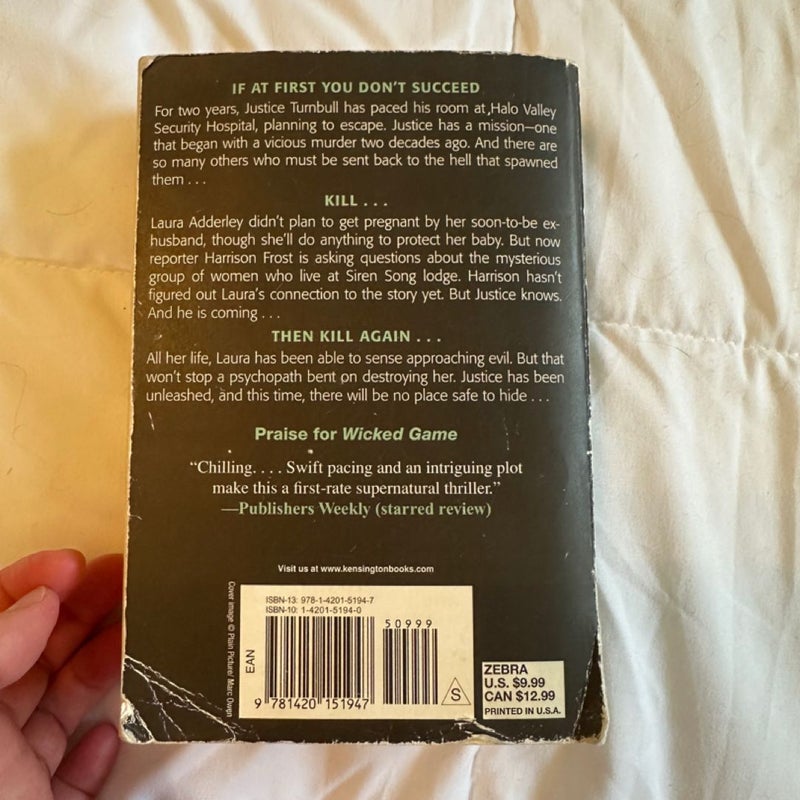 IF AT FIRST YOU DON'T SUCCEED
For two years, Justice Turnbull has paced his room at Halo Valley
Security Hospital, planning to escape. Justice has a mission—one
that began with a vicious murder two decades ago. And there are
so many others who must be sent back to the hell that spawned
them . . .
KILL . . .
Laura Adderley didn't plan to get pregnant by her soon-to-be ex-
husband, though she'll do anything to protect her baby. But now
reporter Harrison Frost is asking questions about the mysterious
group of women who live at Siren Song lodge. Harrison hasn't
figured out Laura's connection to the story yet. But Justice knows.
And he is coming . . .
THEN KILL AGAIN . . .
All her life, Laura has been able to sense approaching evil. But that
won't stop a psychopath bent on destroying her. Justice has been
unleashed, and this time, there will be no place safe to hide . . .
Praise for Wicked Game
"Chilling. . . . Swift pacing and an intriguing plot
make this a first-rate supernatural thriller."
—Publishers Weekly (starred review)
Visit us at www.kensingtonbooks.com
Cover image © Plain Picture/ Marc Owen
ISBN-13: 978-1-4201-5194-7
ISBN-10: 1-4201-5194-0
50999
EAN
9 781420 151947
S
ZEBRA
U.S. $9.99
CAN $12.99
PRINTED IN U.S.A.